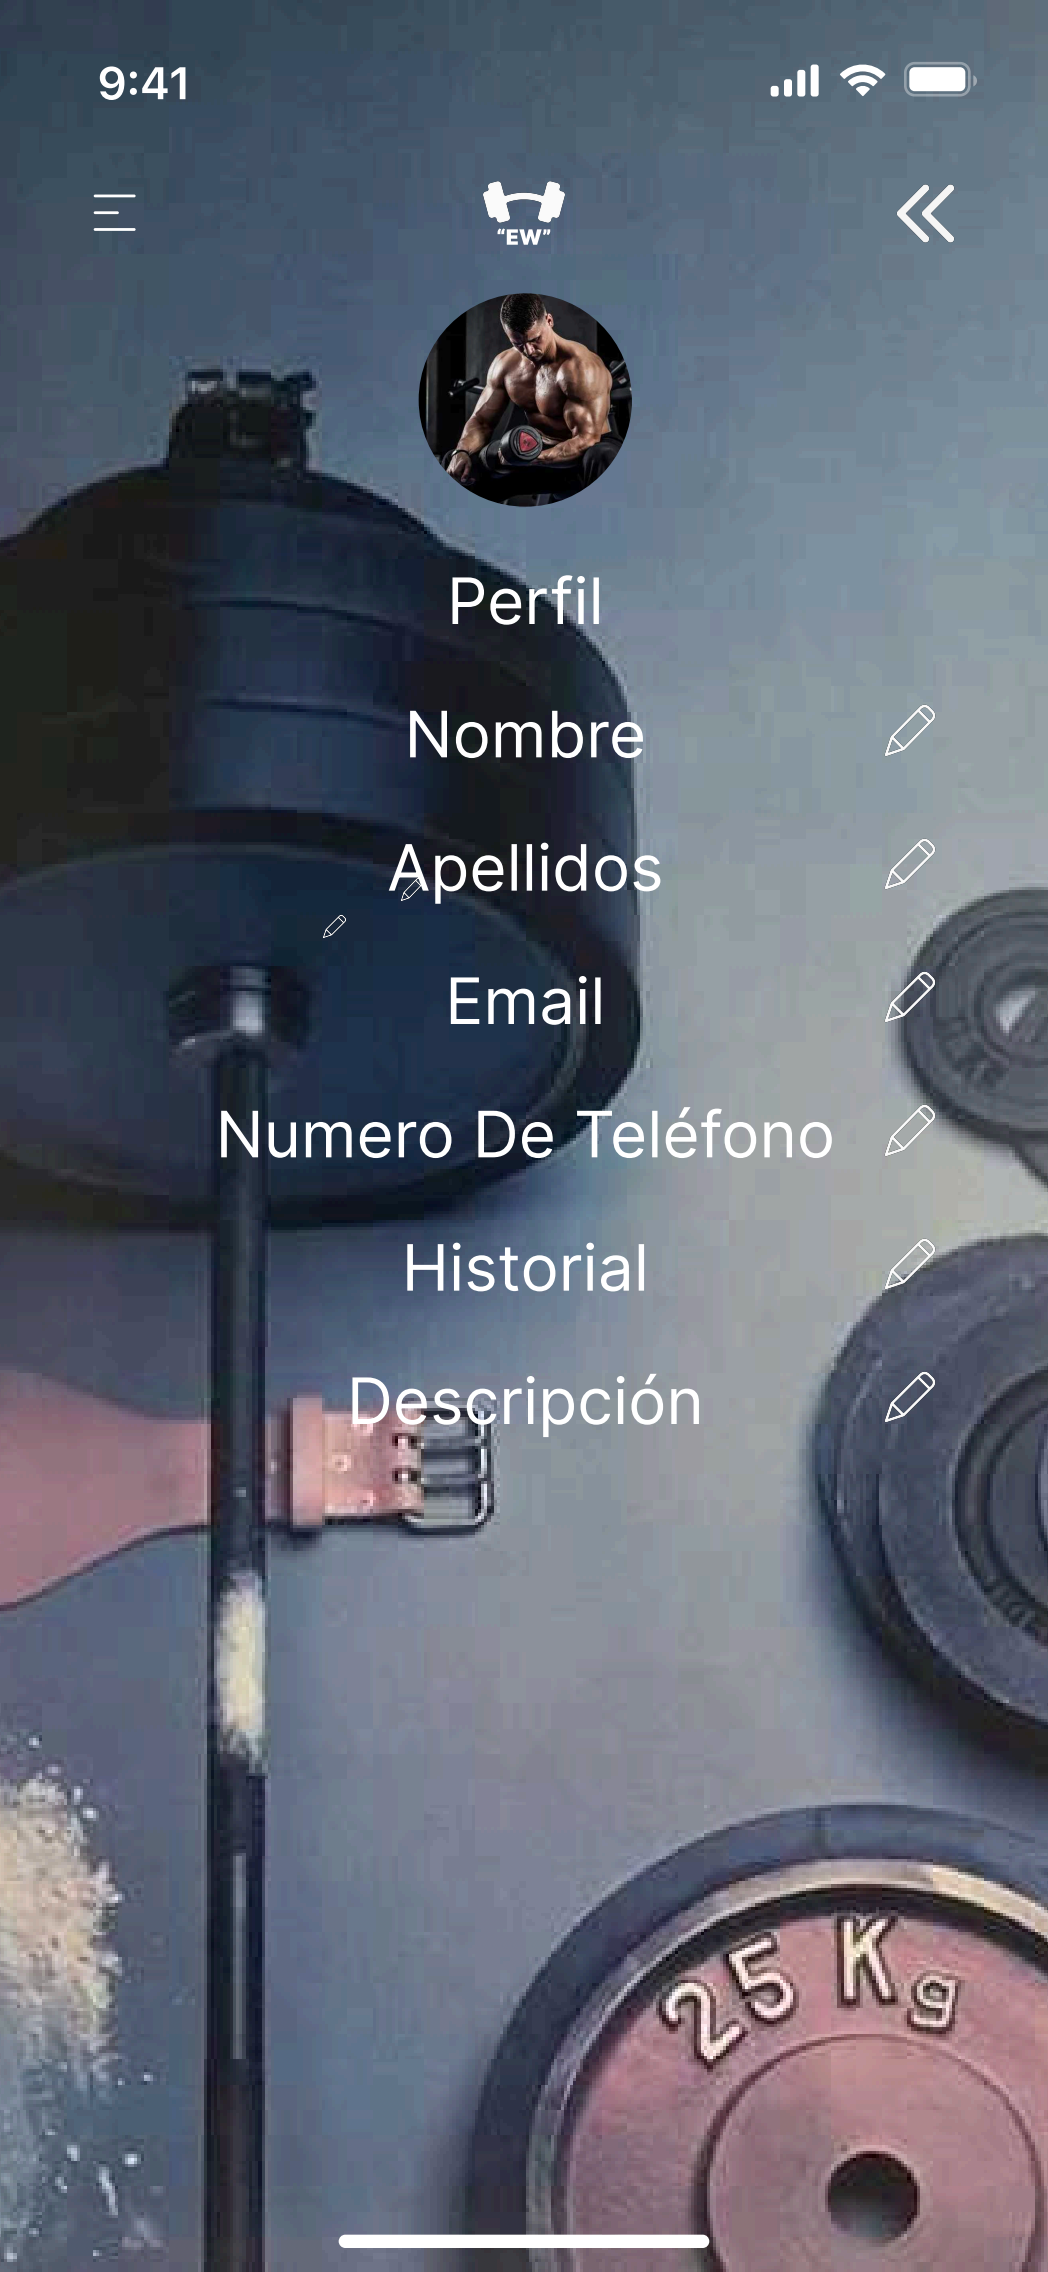 9:41
“EW”
Perfil
Nombre
Apellidos
Email
Numero De Teléfono
Historial
Descripción
25 Kg